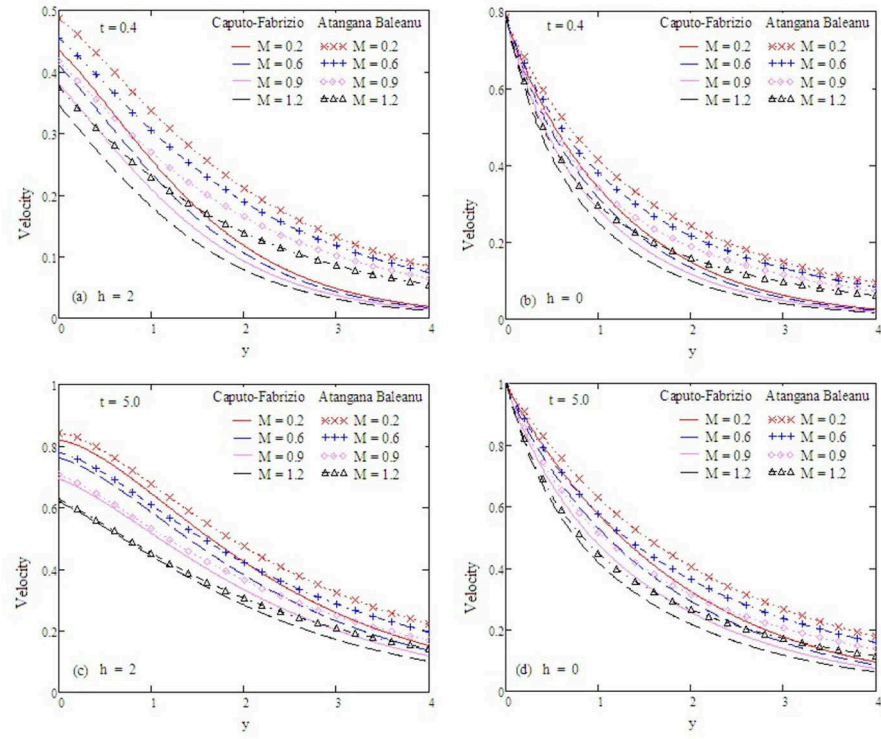 t = 0.4
Caputo-Fabrizio Atangana Baleanu
M = 0.2 M = 0.2
M = 0.6 M = 0.6
M = 0.9 M = 0.9
M = 1.2 M = 1.2
0.5
0.4
0.3
0.2
0.1
0
Velocity
(a) h = 2
0 1 2 3 4
y
t = 0.4
Caputo-Fabrizio Atangana Baleanu
M = 0.2 M = 0.2
M = 0.6 M = 0.6
M = 0.9 M = 0.9
M = 1.2 M = 1.2
0.8
0.6
0.4
0.2
0
Velocity
(b) h = 0
0 1 2 3 4
y
t = 5.0
Caputo-Fabrizio Atangana Baleanu
M = 0.2 M = 0.2
M = 0.6 M = 0.6
M = 0.9 M = 0.9
M = 1.2 M = 1.2
1
0.8
0.6
0.4
0.2
0
Velocity
(c) h = 2
0 1 2 3 4
y
t = 5.0
Caputo-Fabrizio Atangana Baleanu
M = 0.2 M = 0.2
M = 0.6 M = 0.6
M = 0.9 M = 0.9
M = 1.2 M = 1.2
1
0.8
0.6
0.4
0.2
0
Velocity
(d) h = 0
0 1 2 3 4
y